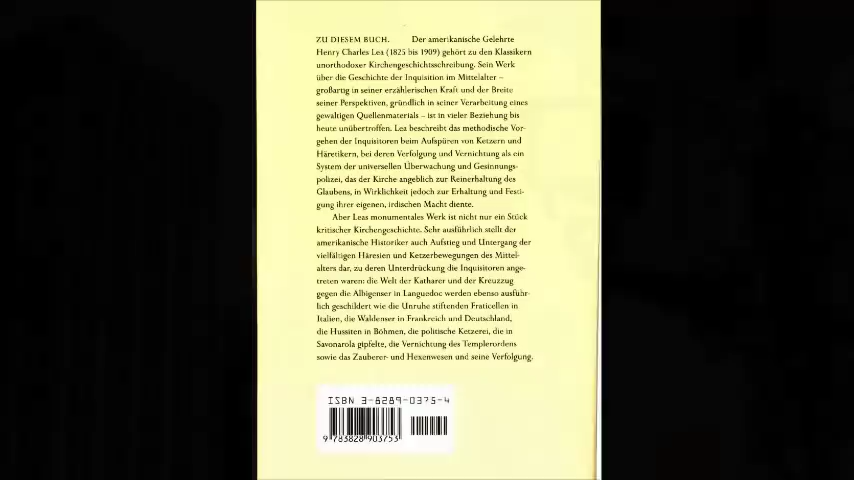 ZU DIESEM BUCH. Der amerikanische Gelehrte
Henry Charles Lea (1825 bis 1909) gehört zu den Klassikern
unorthodoxer Kirchengeschichtsschreibung. Sein Werk
über die Geschichte der Inquisition im Mittelalter –
großartig in seiner erzählerischen Kraft und der Breite
seiner Perspektiven, gründlich in seiner Verarbeitung eines
gewaltigen Quellenmaterials – ist in vieler Beziehung bis
heute unübertroffen. Lea beschreibt das methodische Vor-
gehen der Inquisitoren beim Aufspüren von Ketzern und
Häretikern, bei deren Verfolgung und Vernichtung als ein
System der universellen Überwachung und Gesinnungs-
polizei, das der Kirche angeblich zur Reinerhaltung des
Glaubens, in Wirklichkeit jedoch zur Erhaltung und Festi-
gung ihrer eigenen, irdischen Macht diente.
Aber Leas monumentales Werk ist nicht nur ein Stück
kritischer Kirchengeschichte. Sehr ausführlich stellt der
amerikanische Historiker auch Aufstieg und Untergang der
vielfältigen Häresien und Ketzerbewegungen des Mittel-
alters dar, zu deren Unterdrückung die Inquisitoren ange-
treten waren: die Welt der Katharer und der Kreuzzug
gegen die Albigenser in Languedoc werden ebenso ausführ-
lich geschildert wie die Unruhe stiftenden Fraticellen in
Italien, die Waldenser in Frankreich und Deutschland,
die Hussiten in Böhmen, die politische Ketzerei, die in
Savonarola gipfelte, die Vernichtung des Templerordens
sowie das Zauberer- und Hexenwesen und seine Verfolgung.
ISBN 3-8289-0375-4
9 783828 903753